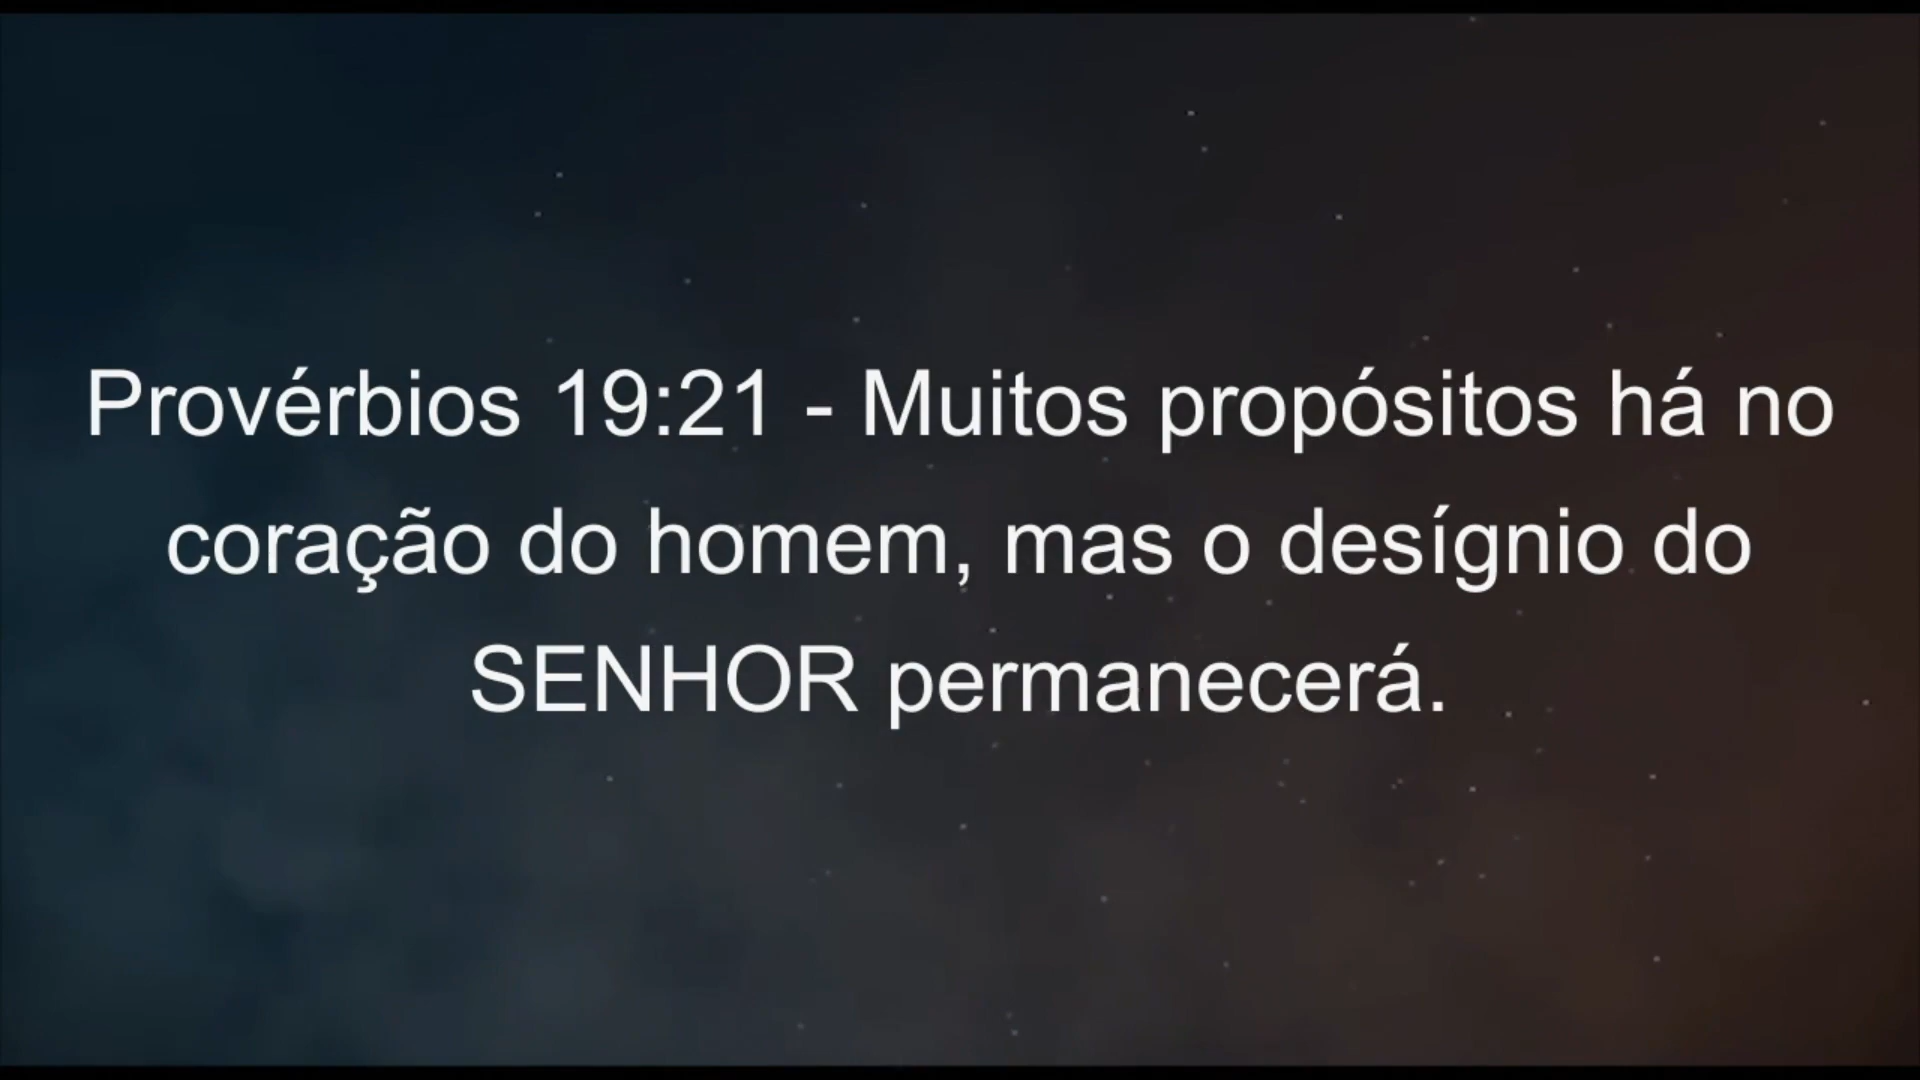 Provérbios 19:21 - Muitos propósitos há no
coração do homem, mas o desígnio do
SENHOR permanecerá.